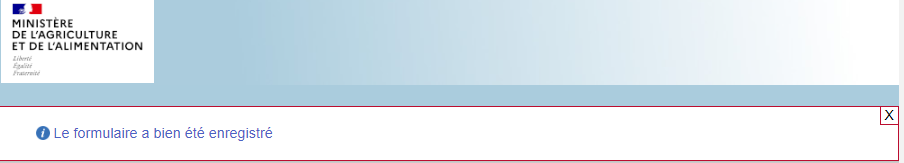 MINISTÈRE
DE L'AGRICULTURE
ET DE L'ALIMENTATION
Liberté
Égalité
Fraternité
X
Le formulaire a bien été enregistré